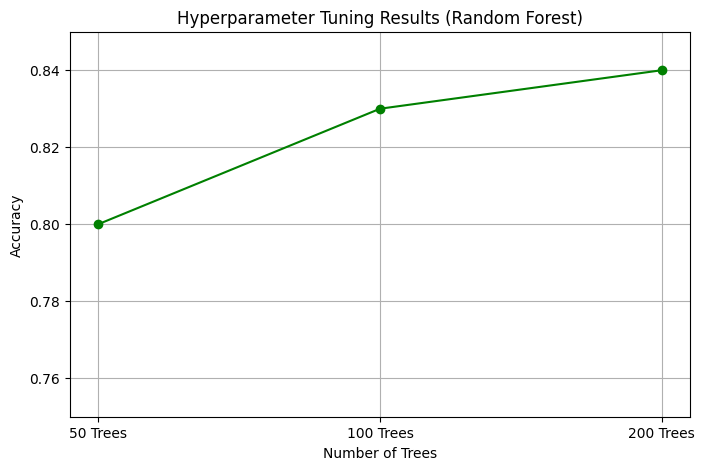 Hyperparameter Tuning Results (Random Forest)
0.84
0.82
0.80
0.78
0.76
Accuracy
50 Trees
100 Trees
200 Trees
Number of Trees